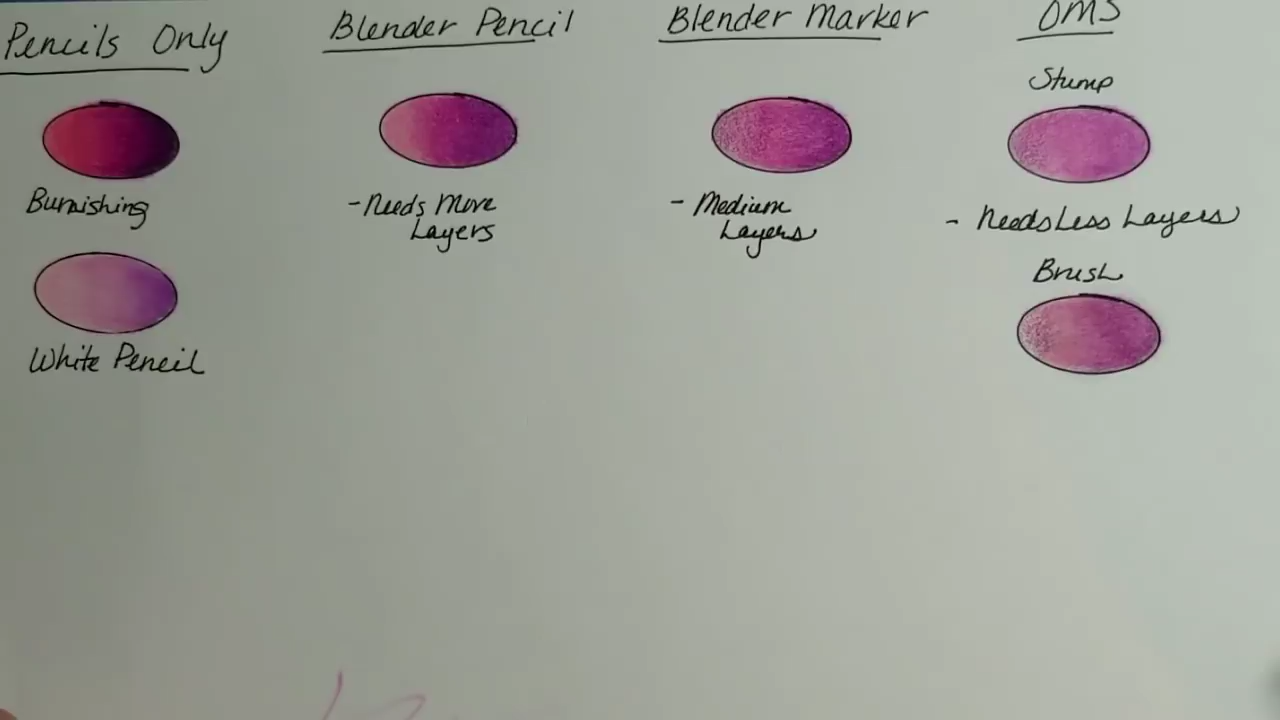 Pencils Only
Burnishing
White Pencil
Blender Pencil
- Needs More
Layers
Blender Marker
- Medium
Layers
OMS
Stump
- Needs Less Layers
Brush